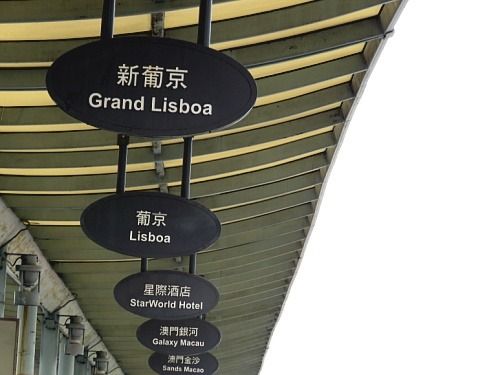 新葡京
Grand Lisboa
葡京
Lisboa
星際酒店
StarWorld Hotel
澳門銀河
Galaxy Macau
澳門金沙
Sands Macao